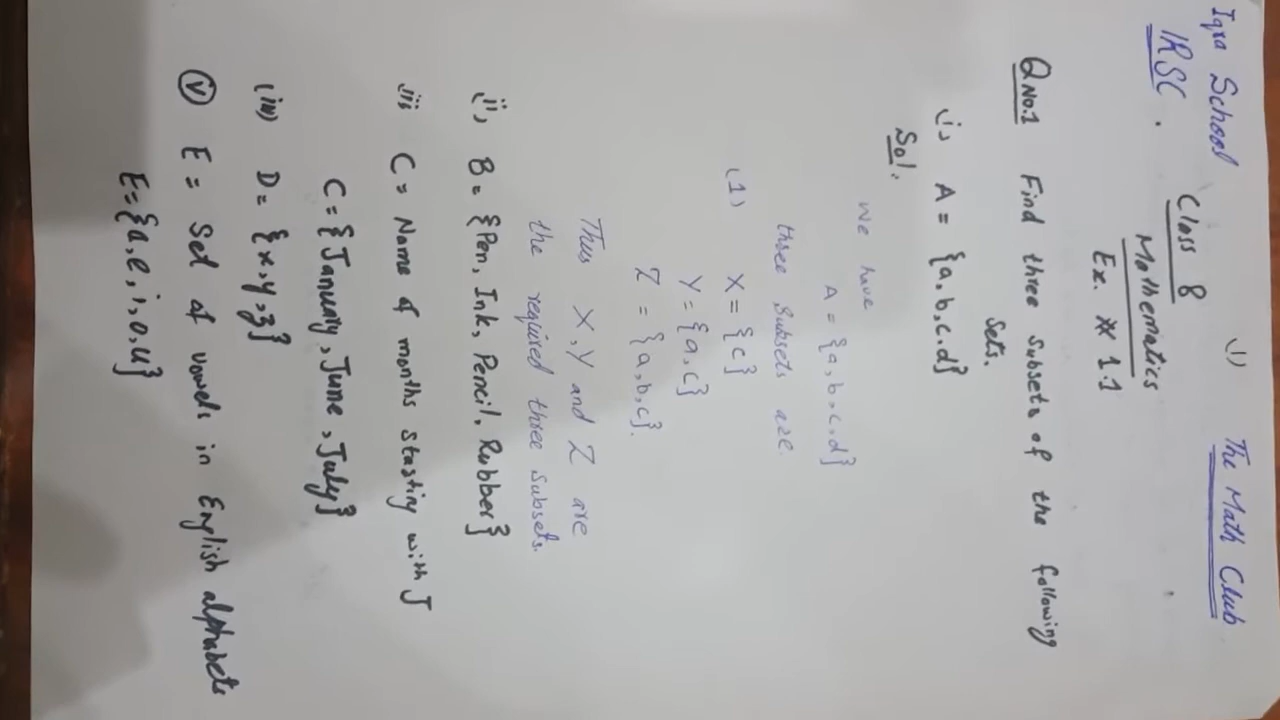 Iqra School (1) The Math Club
IRSC. Class 8
Mathematics
Ex. 1.1
Q No.1 Find three subsets of the following
sets.
(i) A = {a, b, c, d}
Sol.
We have
A = {a, b, c, d}
three subsets are.
(1) X = {c}
Y = {a, c}
Z = {a, b, c}.
Thus X, Y and Z are
the required three subsets.
ii, B = {Pen, Ink, Pencil, Rubber}
iii C = Name of months starting with J
C = {January, June, July}
(iv) D = {x, y, z}
(v) E = Set of vowels in English alphabets
E = {a, e, i, o, u}